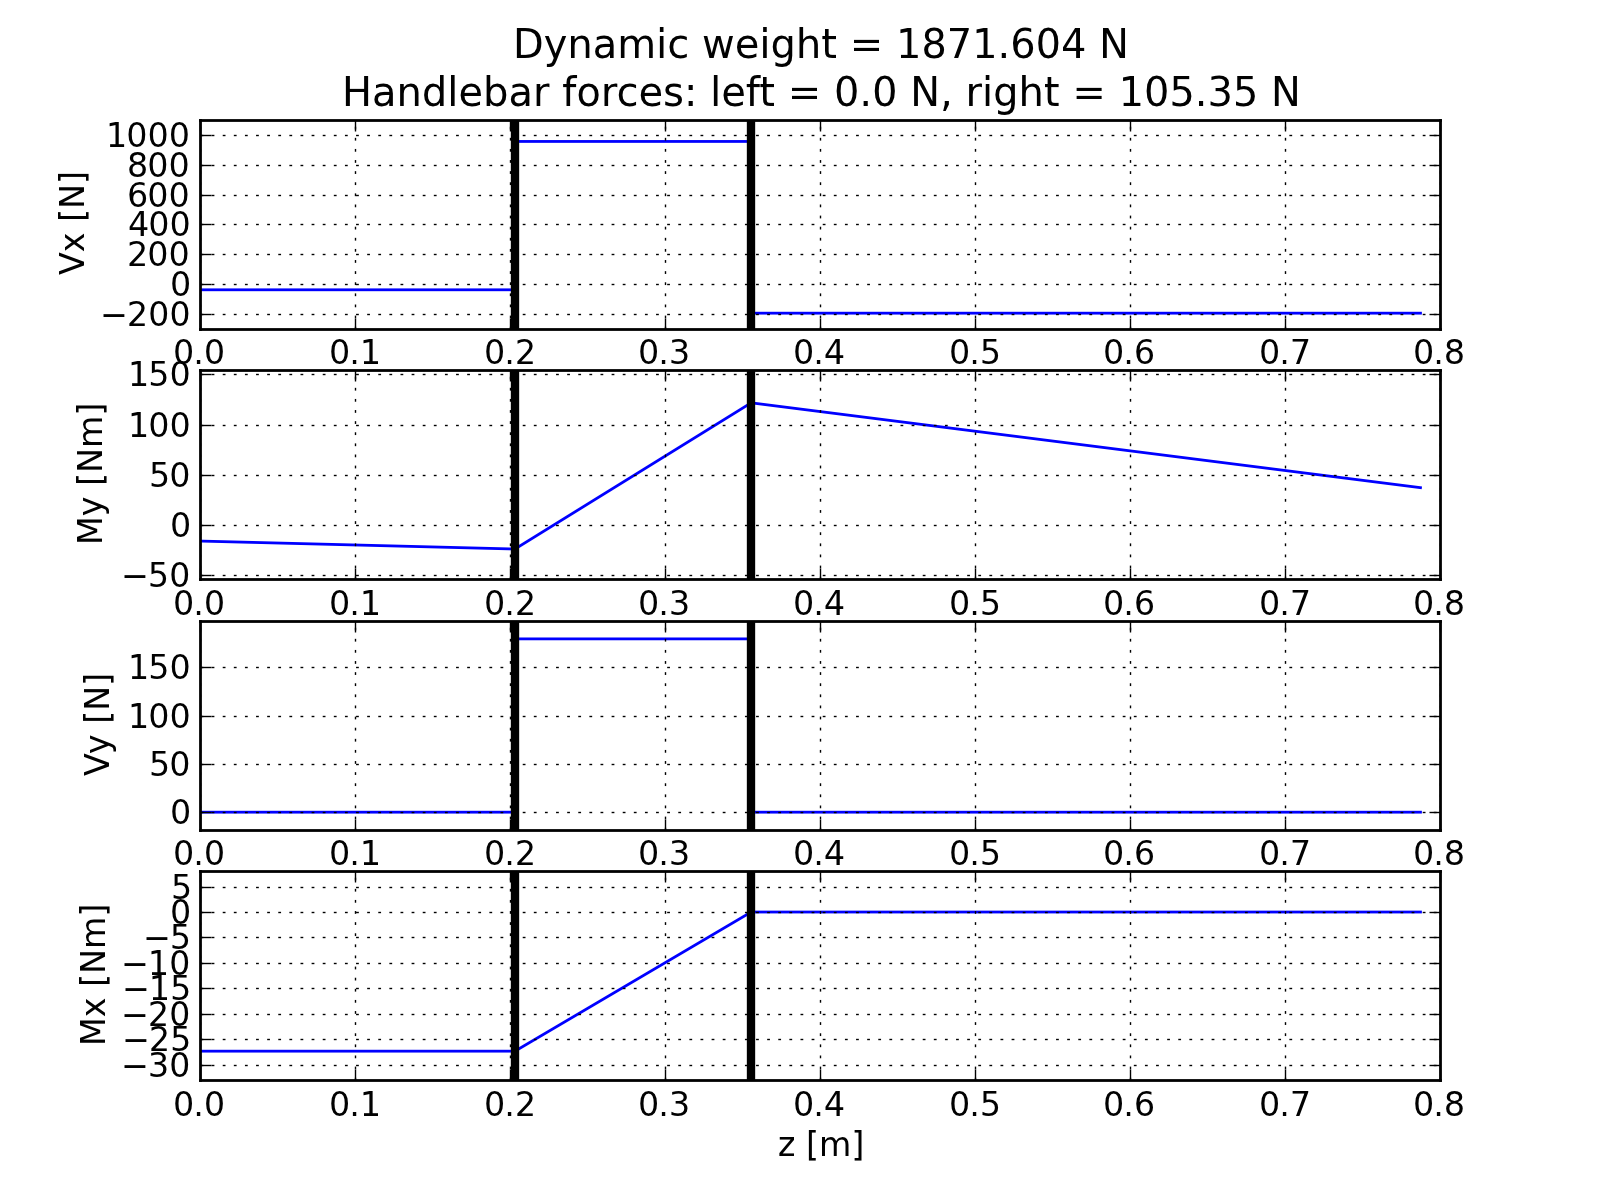 Dynamic weight = 1871.604 N
Handlebar forces: left = 0.0 N, right = 105.35 N
Vx [N]
1000
800
600
400
200
0
−200
0.0 0.1 0.2 0.3 0.4 0.5 0.6 0.7 0.8
My [Nm]
150
100
50
0
−50
0.0 0.1 0.2 0.3 0.4 0.5 0.6 0.7 0.8
Vy [N]
150
100
50
0
0.0 0.1 0.2 0.3 0.4 0.5 0.6 0.7 0.8
Mx [Nm]
5
0
−5
−10
−15
−20
−25
−30
0.0 0.1 0.2 0.3 0.4 0.5 0.6 0.7 0.8
z [m]